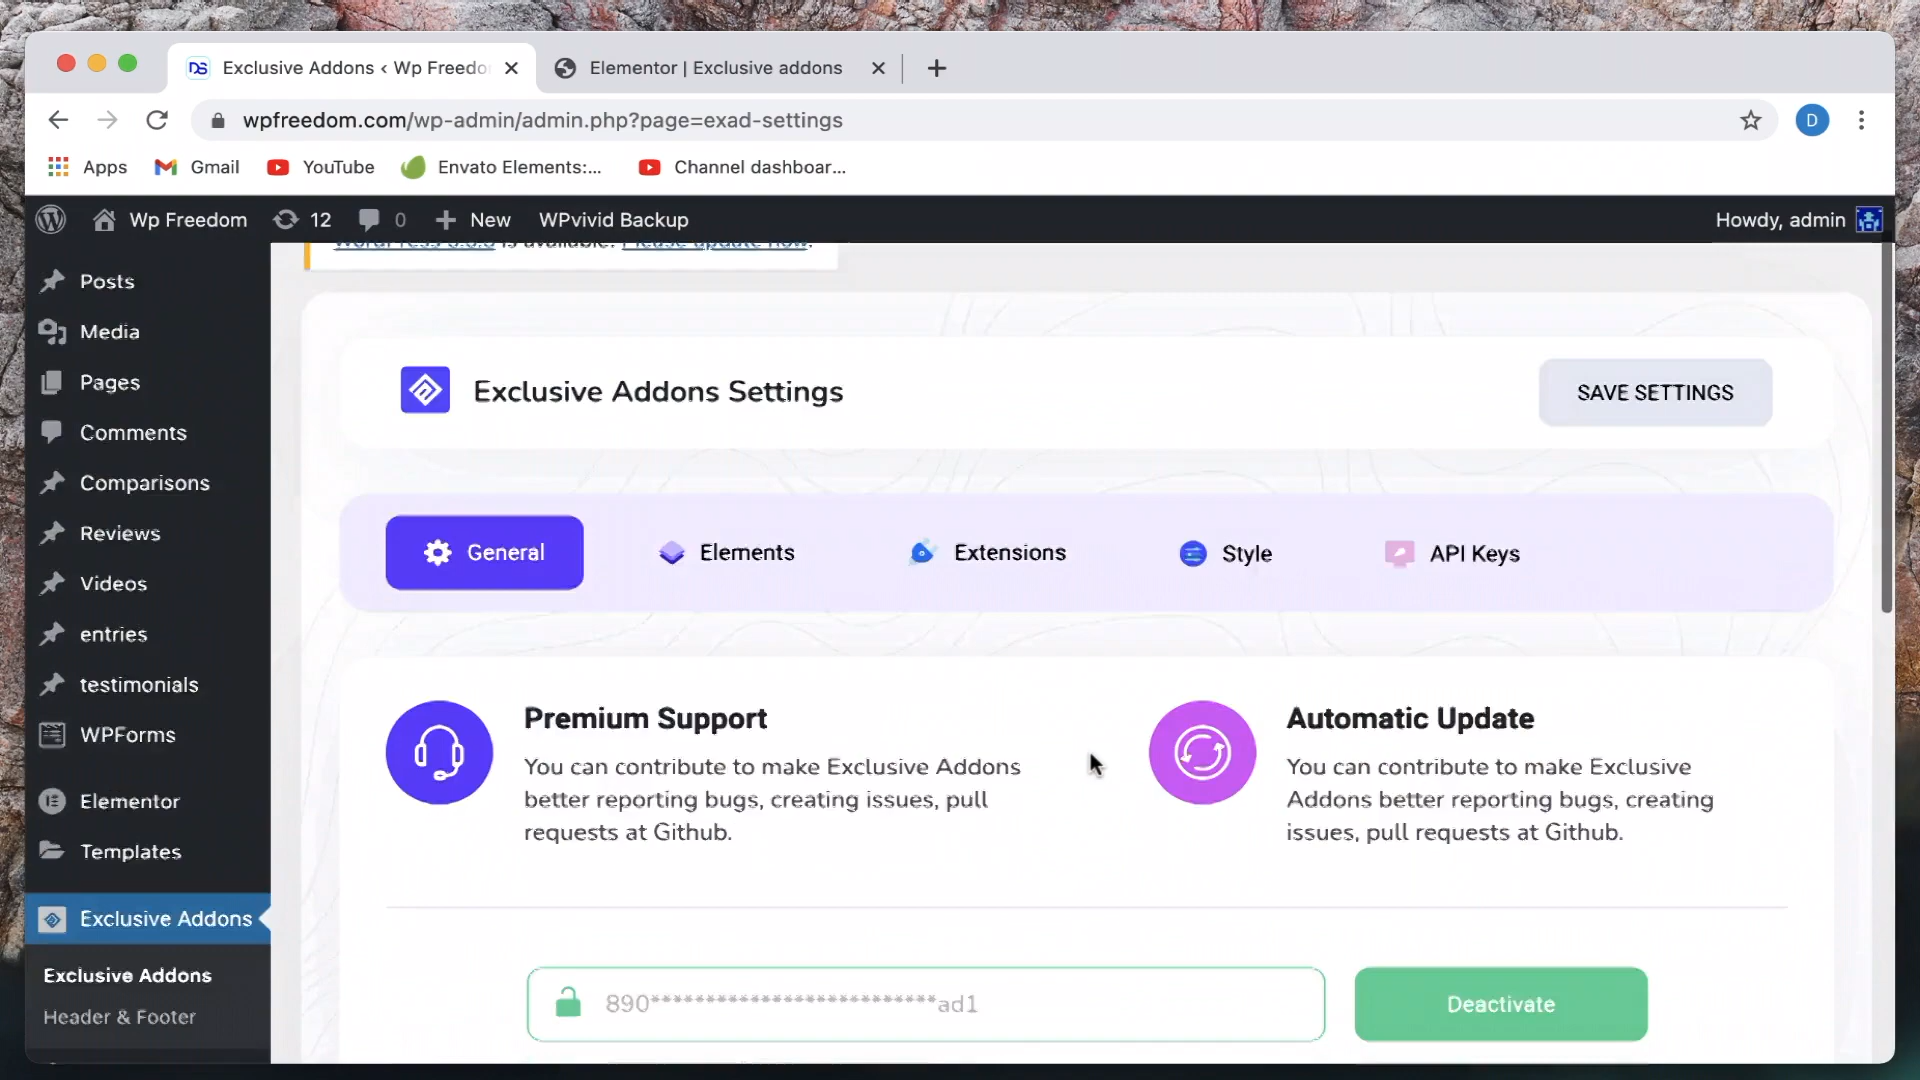 Exclusive Addons ‹ Wp Freedo
Elementor | Exclusive addons
wpfreedom.com/wp-admin/admin.php?page=exad-settings
D
Apps
Gmail
YouTube
Envato Elements:...
Channel dashboar...
Wp Freedom
12
0
New
WPvivid Backup
Howdy, admin
is available. Please update now.
Posts
Media
Pages
Comments
Comparisons
Reviews
Videos
entries
testimonials
WPForms
Elementor
Templates
Exclusive Addons
Exclusive Addons
Header & Footer
Exclusive Addons Settings
SAVE SETTINGS
General
Elements
Extensions
Style
API Keys
Premium Support
You can contribute to make Exclusive Addons
better reporting bugs, creating issues, pull
requests at Github.
Automatic Update
You can contribute to make Exclusive
Addons better reporting bugs, creating
issues, pull requests at Github.
890**************************ad1
Deactivate